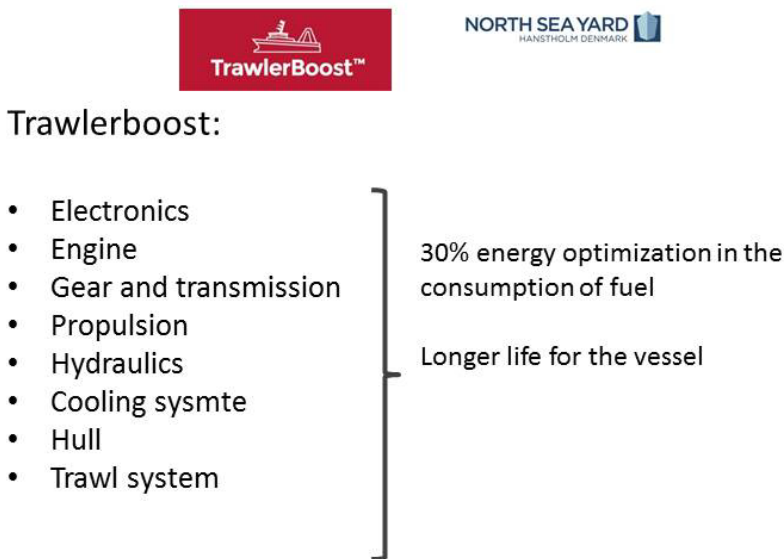 TrawlerBoost™
NORTH SEA YARD
HANSTHOLM DENMARK
Trawlerboost:
• Electronics
• Engine
• Gear and transmission
• Propulsion
• Hydraulics
• Cooling sysmte
• Hull
• Trawl system
30% energy optimization in the
consumption of fuel
Longer life for the vessel